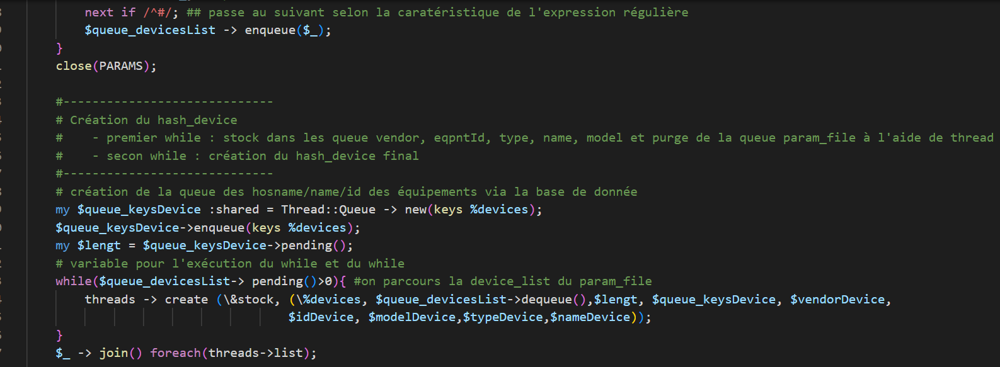 next if /^#/; ## passe au suivant selon la caratéristique de l'expression régulière
$queue_devicesList -> enqueue($_);
}
close(PARAMS);
#-----------------------------
# Création du hash_device
#    - premier while : stock dans les queue vendor, eqpntId, type, name, model et purge de la queue param_file à l'aide de thread
#    - secon while : création du hash_device final
#-----------------------------
# création de la queue des hosname/name/id des équipements via la base de donnée
my $queue_keysDevice :shared = Thread::Queue -> new(keys %devices);
$queue_keysDevice->enqueue(keys %devices);
my $lengt = $queue_keysDevice->pending();
# variable pour l'exécution du while et du while
while($queue_devicesList-> pending()>0){ #on parcours la device_list du param_file
threads -> create (\&stock, (\%devices, $queue_devicesList->dequeue(),$lengt, $queue_keysDevice, $vendorDevice,
$idDevice, $modelDevice,$typeDevice,$nameDevice));
}
$_ -> join() foreach(threads->list);